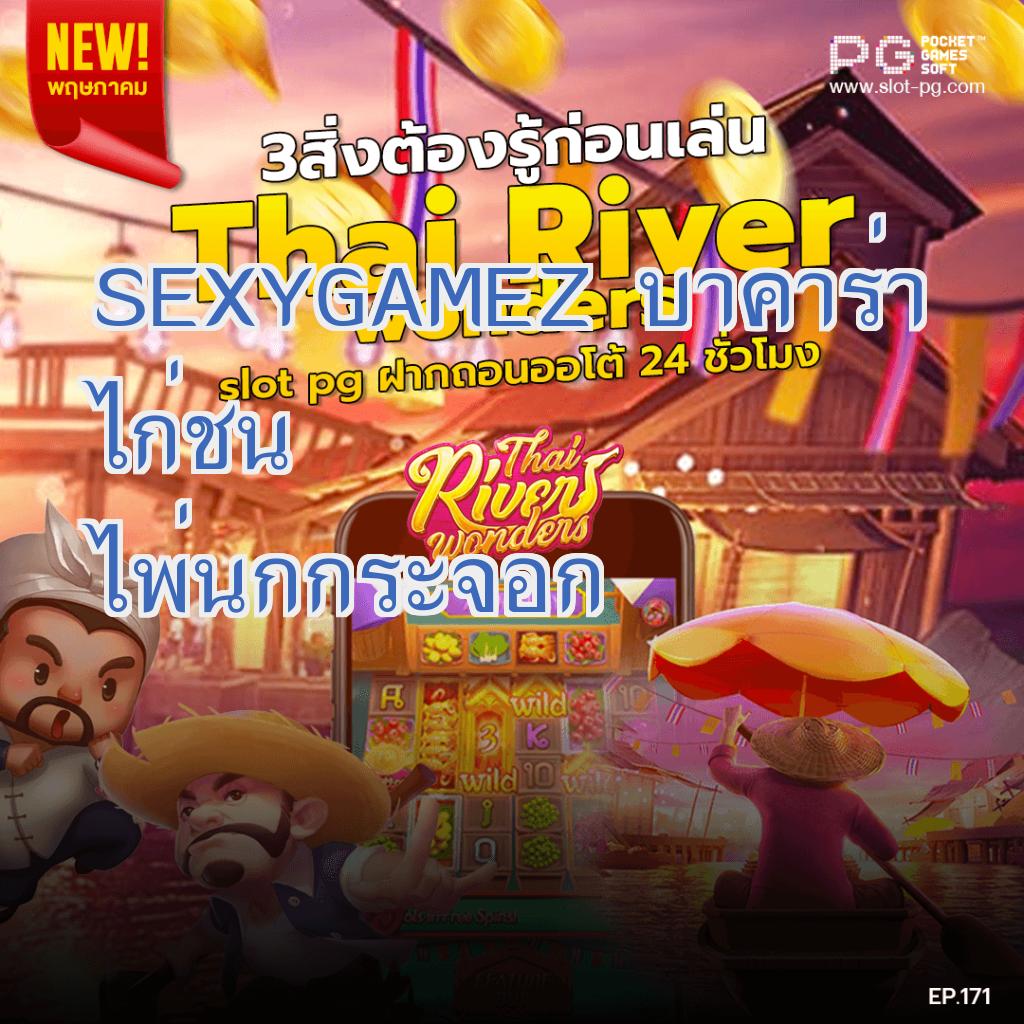 NEW!
พฤษภาคม
PG POCKET GAMES SOFT™
www.slot-pg.com
3สิ่งต้องรู้ก่อนเล่น
Thai River
wonders
SEXYGAMEZ บาคาร่า
slot pg ฝากถอนออโต้ 24 ชั่วโมง
ไก่ชน
Thai
River
wonders
ไพ่นกกระจอก
A wild 10
3 K
wild 10 wild
J
Q
EP.171